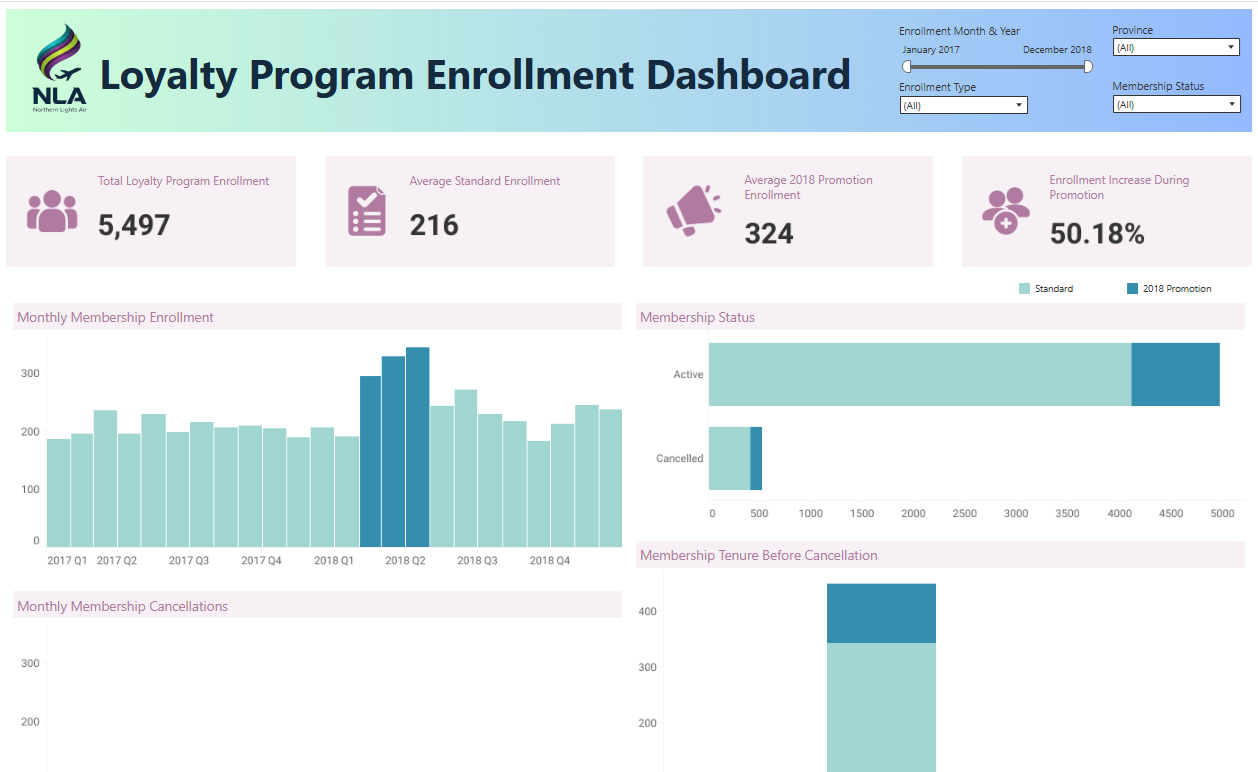 NLA
Northern Lights Air
Loyalty Program Enrollment Dashboard
Enrollment Month & Year
January 2017 December 2018
Enrollment Type
(All)
Province
(All)
Membership Status
(All)
Total Loyalty Program Enrollment
5,497
Average Standard Enrollment
216
Average 2018 Promotion
Enrollment
324
Enrollment Increase During
Promotion
50.18%
Standard 2018 Promotion
Monthly Membership Enrollment
300
200
100
0
2017 Q1 2017 Q2 2017 Q3 2017 Q4 2018 Q1 2018 Q2 2018 Q3 2018 Q4
Membership Status
Active
Cancelled
0 500 1000 1500 2000 2500 3000 3500 4000 4500 5000
Monthly Membership Cancellations
300
200
Membership Tenure Before Cancellation
400
300
200